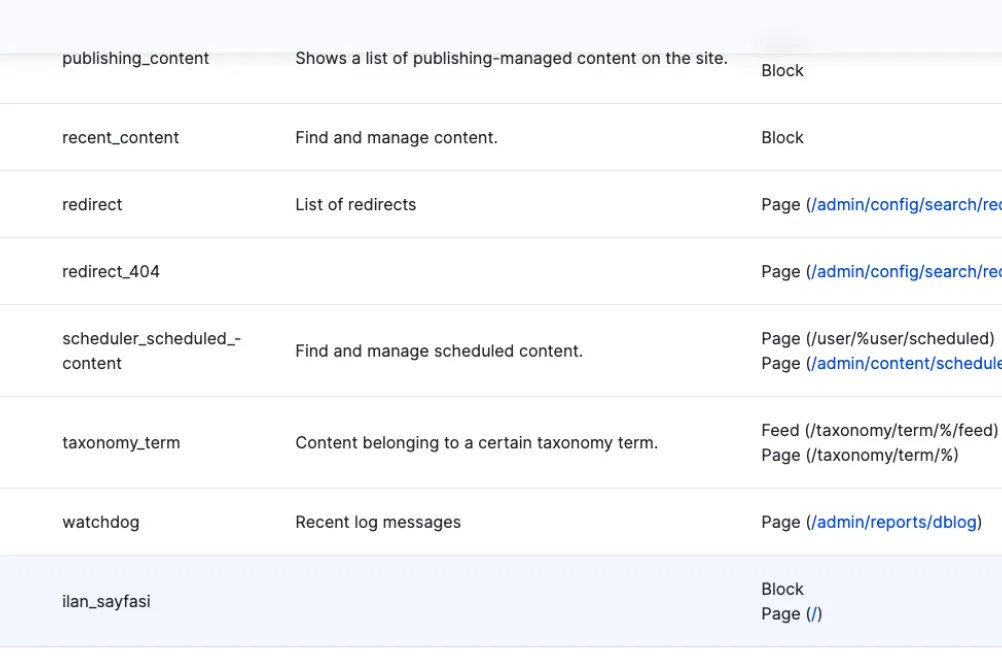 publishing_content
Shows a list of publishing-managed content on the site.
Block
recent_content
Find and manage content.
Block
redirect
List of redirects
Page (/admin/config/search/
redirect_404
Page (/admin/config/search/
scheduler_scheduled_-
content
Find and manage scheduled content.
Page (/user/%user/scheduled)
Page (/admin/content/
taxonomy_term
Content belonging to a certain taxonomy term.
Feed (/taxonomy/term/%/feed)
Page (/taxonomy/term/%)
watchdog
Recent log messages
Page (/admin/reports/dblog)
ilan_sayfasi
Block
Page (/)